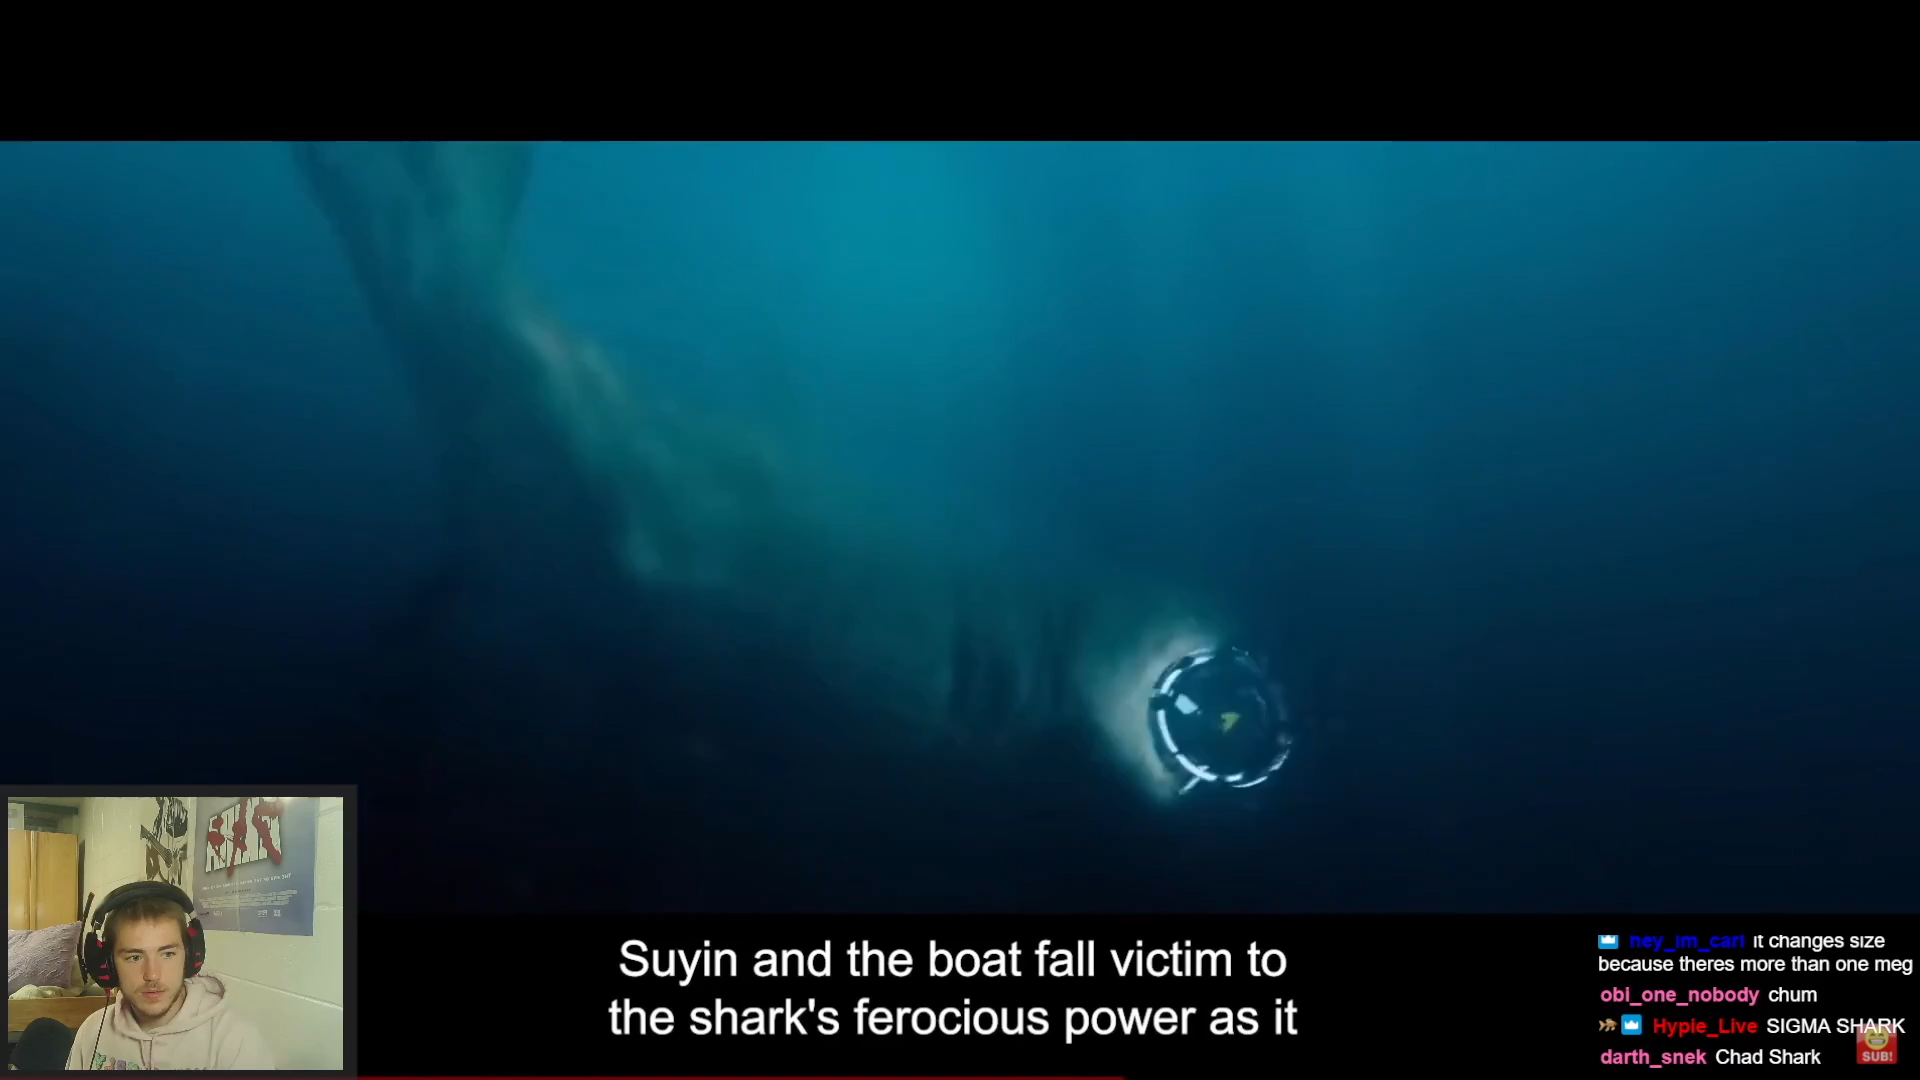 Suyin and the boat fall victim to
the shark's ferocious power as it
hey_im_carl it changes size
because theres more than one meg
obi_one_nobody chum
Hypie_Live SIGMA SHARK
darth_snek Chad Shark
SUB!